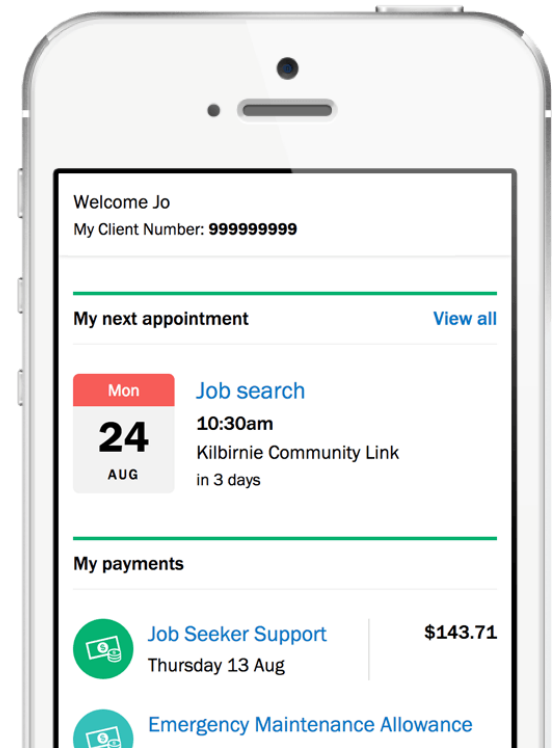 Welcome Jo
My Client Number: 999999999
My next appointment View all
Mon
24
AUG
Job search
10:30am
Kilbirnie Community Link
in 3 days
My payments
Job Seeker Support $143.71
Thursday 13 Aug
Emergency Maintenance Allowance